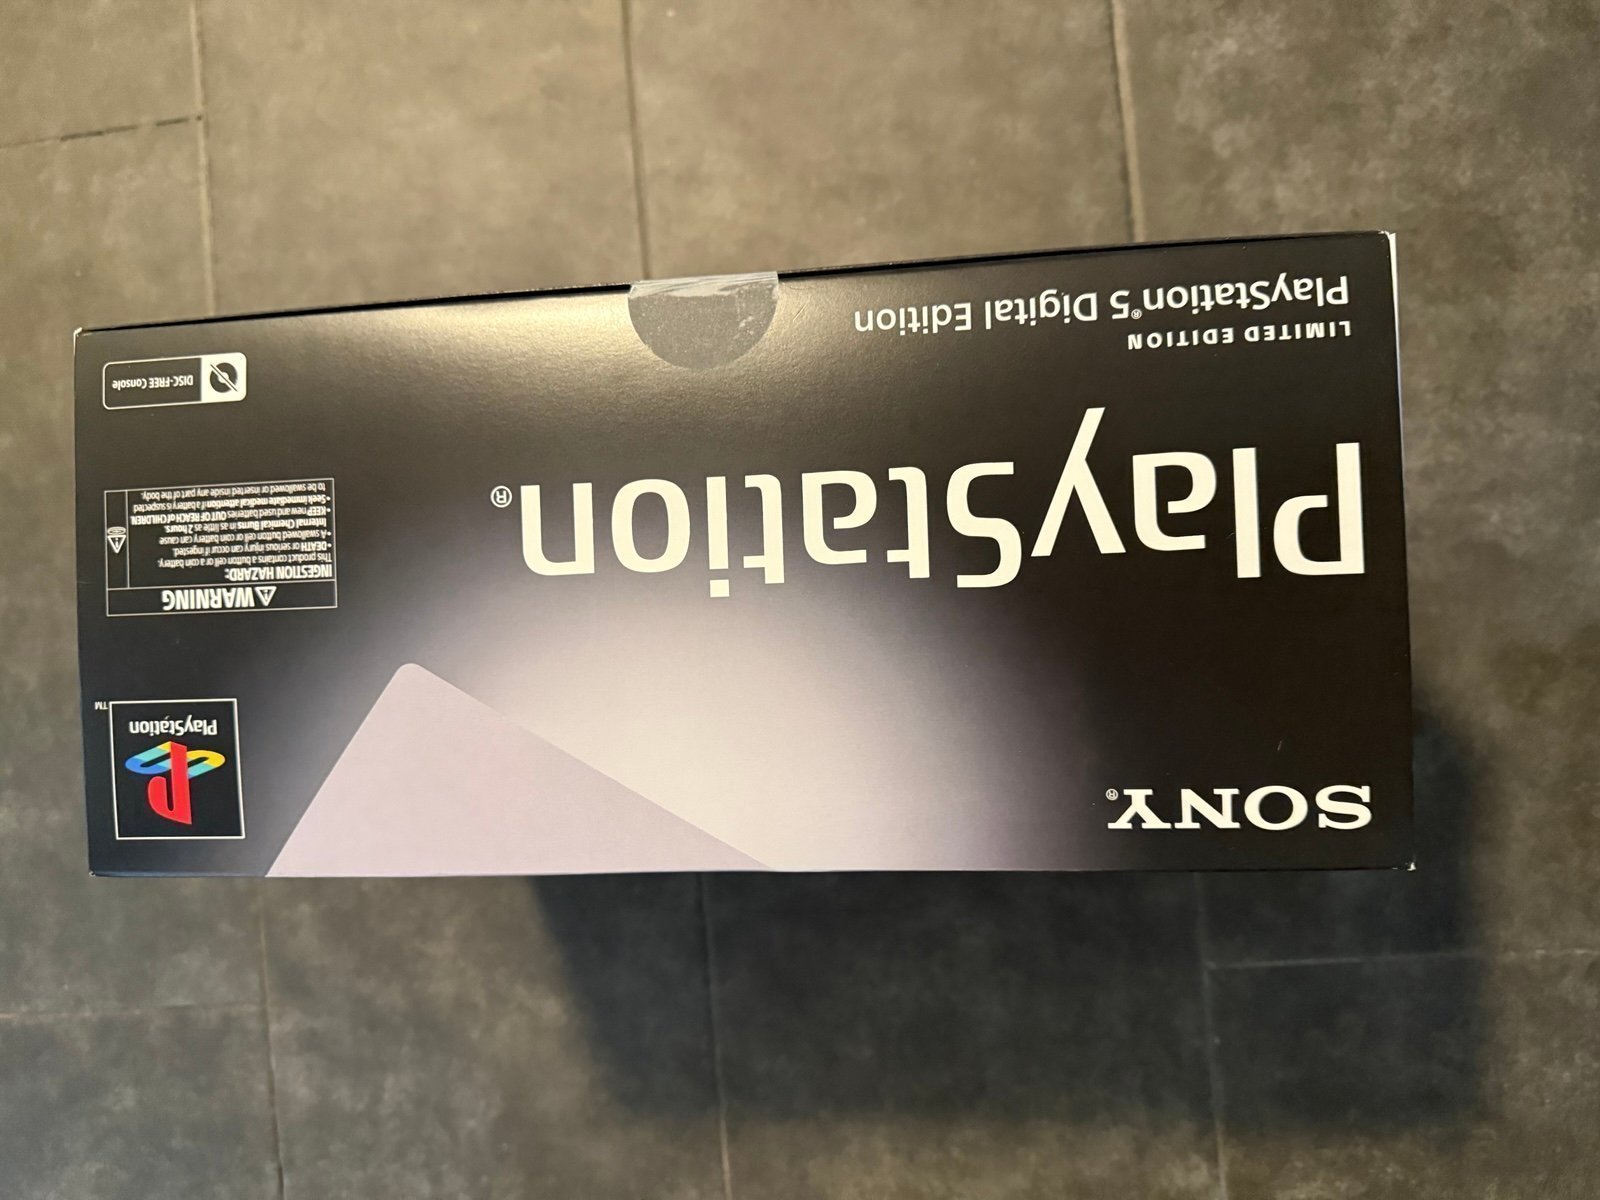 SONY®
PlayStation
TM
PlayStation®
⚠WARNING
INGESTION HAZARD:
This product contains a button cell or a coin battery.
• DEATH or serious injury can occur if ingested.
• A swallowed button cell or coin battery can cause
Internal Chemical Burns in as little as 2 hours.
• KEEP new and used batteries OUT OF REACH of CHILDREN.
• Seek immediate medical attention if a battery is suspected
to be swallowed or inserted inside any part of the body.
LIMITED EDITION
PlayStation®5 Digital Edition
DISC-FREE Console